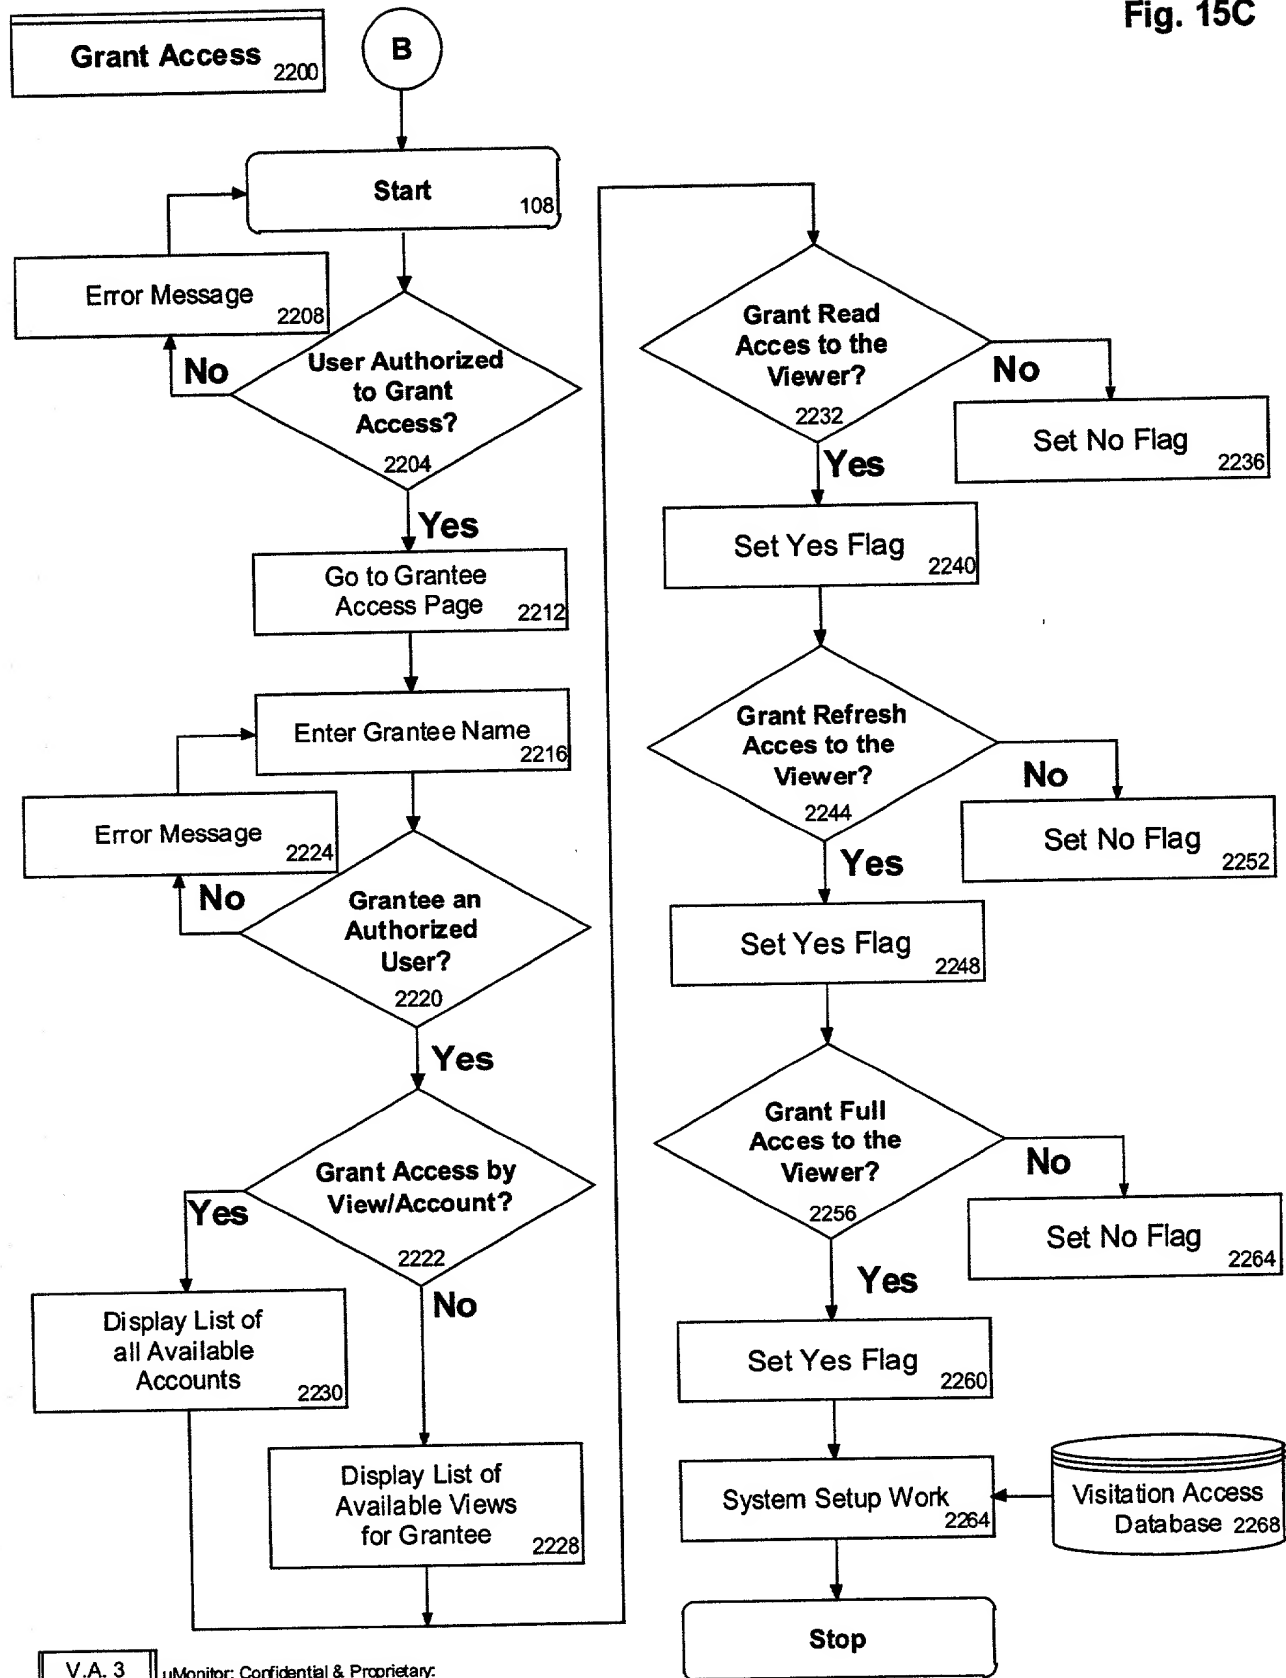 Fig. 15C
Grant Access
2200
B
Start
108
Error Message
2208
No
User Authorized
to Grant
Access?
2204
Yes
Go to Grantee
Access Page
2212
Enter Grantee Name
2216
Error Message
2224
No
Grantee an
Authorized
User?
2220
Yes
Grant Access by
View/Account?
2222
Yes
No
Display List of
all Available
Accounts
2230
Display List of
Available Views
for Grantee
2228
Grant Read
Acces to the
Viewer?
2232
No
Set No Flag
2236
Yes
Set Yes Flag
2240
Grant Refresh
Acces to the
Viewer?
2244
No
Set No Flag
2252
Yes
Set Yes Flag
2248
Grant Full
Acces to the
Viewer?
2256
No
Set No Flag
2264
Yes
Set Yes Flag
2260
System Setup Work
2264
Visitation Access
Database 2268
Stop
V.A. 3
uMonitor: Confidential & Proprietary: